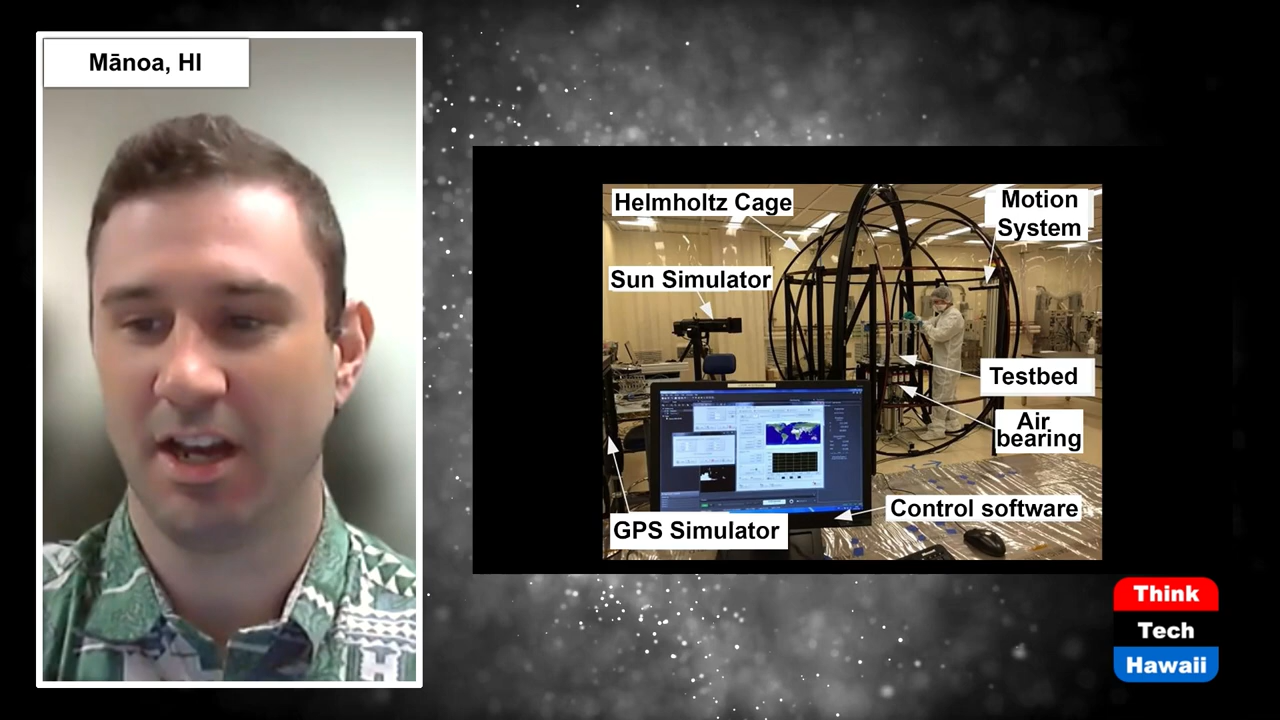 Mānoa, HI
Helmholtz Cage
Motion
System
Sun Simulator
Testbed
Air
bearing
Control software
GPS Simulator
Think
Tech
Hawaii